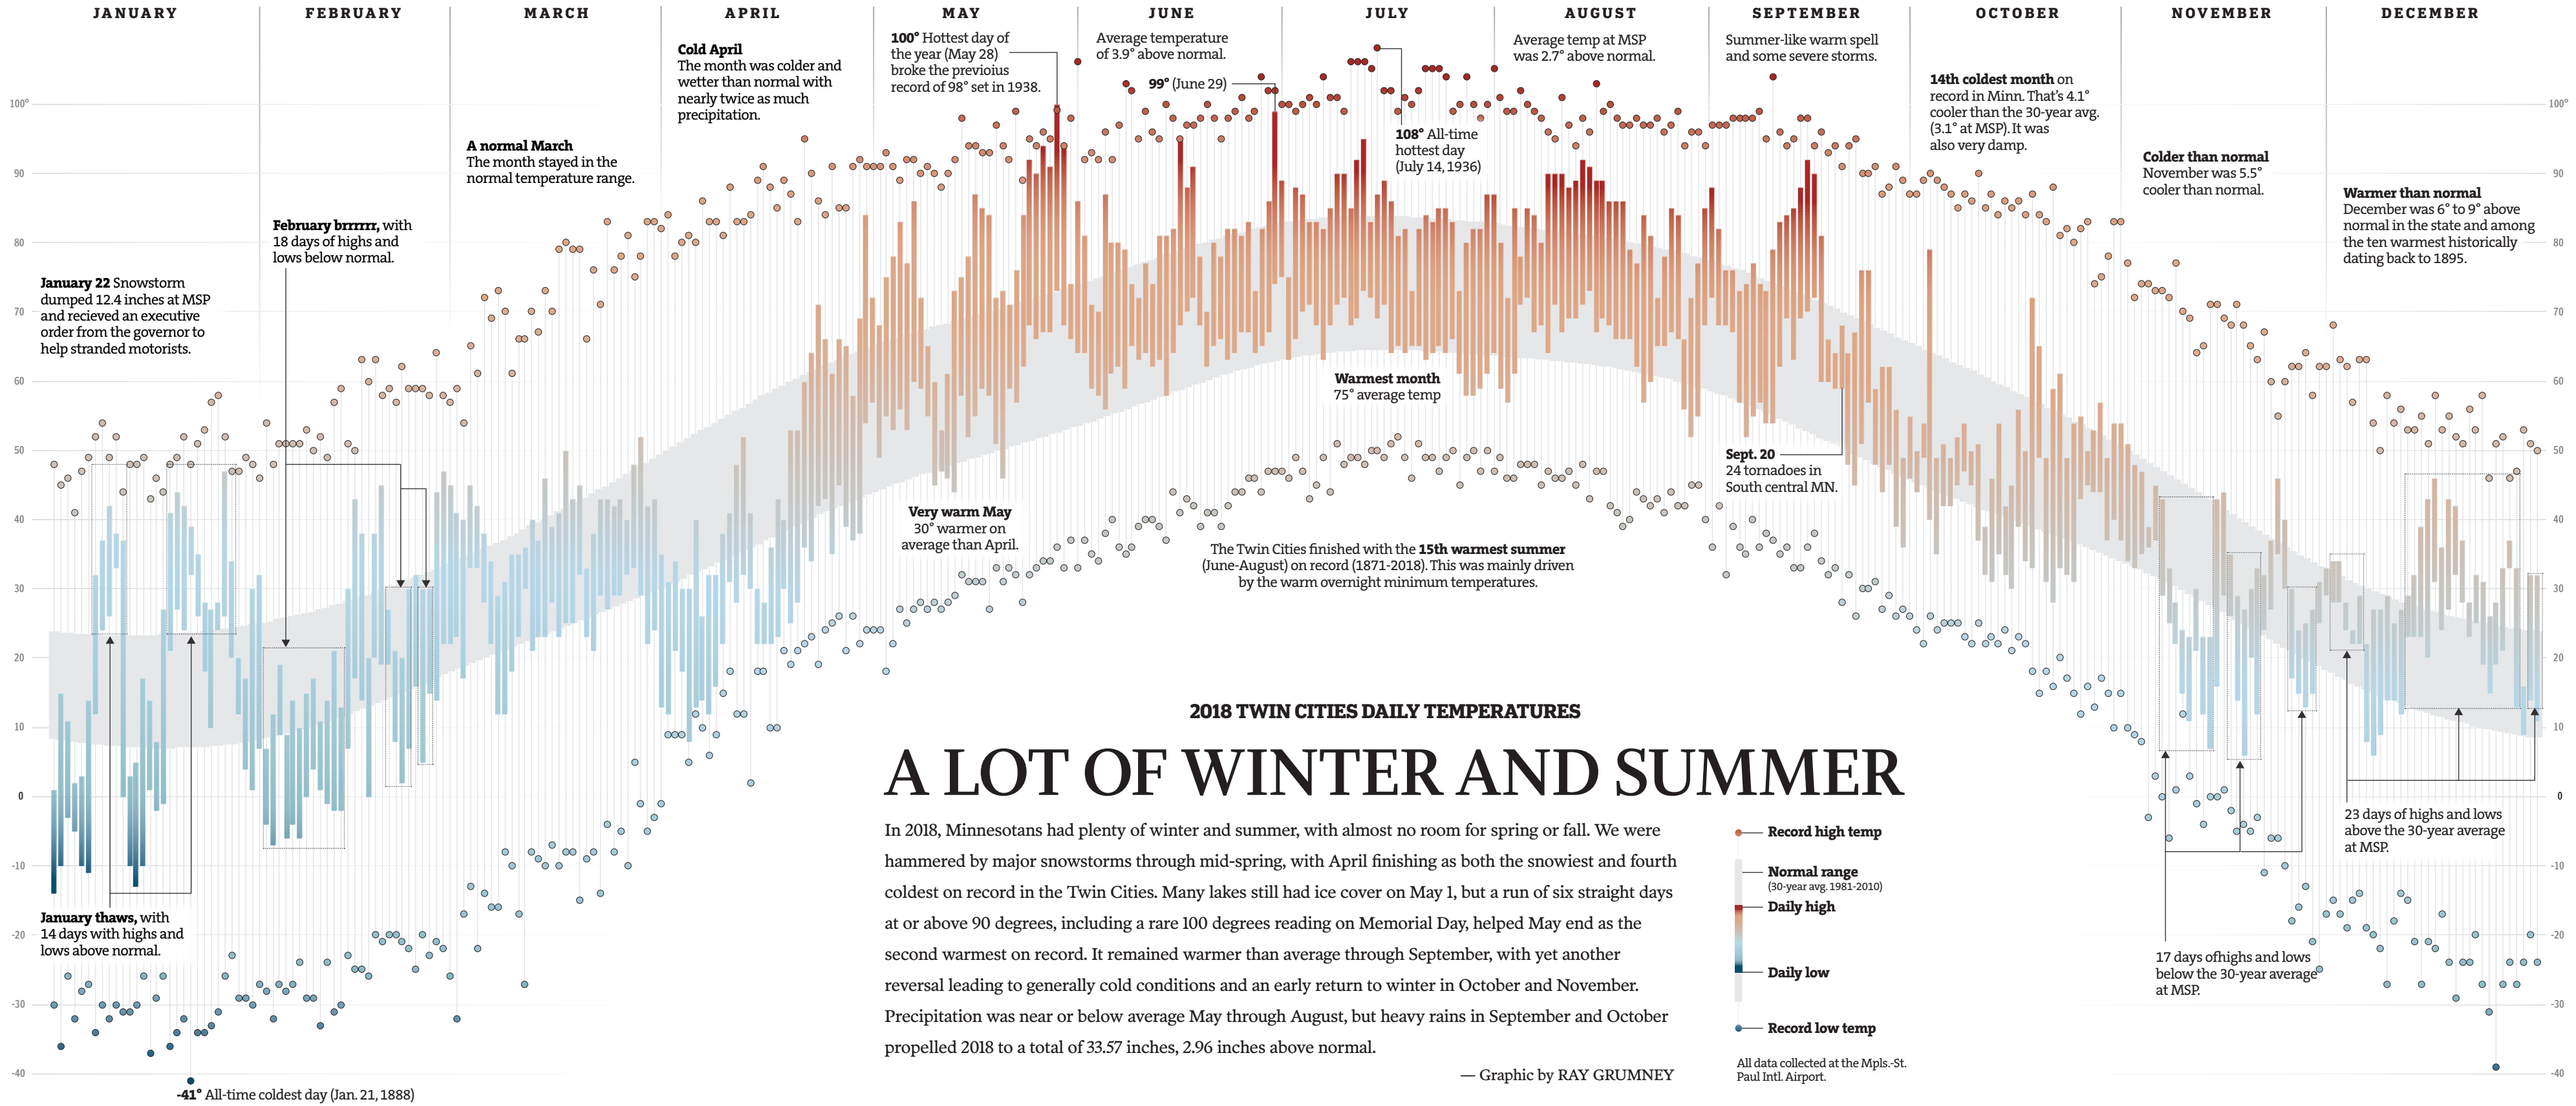 JANUARY
FEBRUARY
MARCH
APRIL
MAY
JUNE
JULY
AUGUST
SEPTEMBER
OCTOBER
NOVEMBER
DECEMBER
100°
90
80
70
60
50
40
30
20
10
0
-10
-20
-30
-40
January 22 Snowstorm
dumped 12.4 inches at MSP
and recieved an executive
order from the governor to
help stranded motorists.
January thaws, with
14 days with highs and
lows above normal.
-41° All-time coldest day (Jan. 21, 1888)
February brrrrrr, with
18 days of highs and
lows below normal.
A normal March
The month stayed in the
normal temperature range.
Cold April
The month was colder and
wetter than normal with
nearly twice as much
precipitation.
100° Hottest day of
the year (May 28)
broke the previoius
record of 98° set in 1938.
Very warm May
30° warmer on
average than April.
Average temperature
of 3.9° above normal.
99° (June 29)
108° All-time
hottest day
(July 14, 1936)
Warmest month
75° average temp
The Twin Cities finished with the 15th warmest summer
(June-August) on record (1871-2018). This was mainly driven
by the warm overnight minimum temperatures.
Average temp at MSP
was 2.7° above normal.
Summer-like warm spell
and some severe storms.
Sept. 20
24 tornadoes in
South central MN.
14th coldest month on
record in Minn. That's 4.1°
cooler than the 30-year avg.
(3.1° at MSP). It was
also very damp.
Colder than normal
November was 5.5°
cooler than normal.
17 days ofhighs and lows
below the 30-year average
at MSP.
Warmer than normal
December was 6° to 9° above
normal in the state and among
the ten warmest historically
dating back to 1895.
23 days of highs and lows
above the 30-year average
at MSP.
100°
90
80
70
60
50
40
30
20
10
0
-10
-20
-30
-40
2018 TWIN CITIES DAILY TEMPERATURES
A LOT OF WINTER AND SUMMER
In 2018, Minnesotans had plenty of winter and summer, with almost no room for spring or fall. We were
hammered by major snowstorms through mid-spring, with April finishing as both the snowiest and fourth
coldest on record in the Twin Cities. Many lakes still had ice cover on May 1, but a run of six straight days
at or above 90 degrees, including a rare 100 degrees reading on Memorial Day, helped May end as the
second warmest on record. It remained warmer than average through September, with yet another
reversal leading to generally cold conditions and an early return to winter in October and November.
Precipitation was near or below average May through August, but heavy rains in September and October
propelled 2018 to a total of 33.57 inches, 2.96 inches above normal.
— Graphic by RAY GRUMNEY
Record high temp
Normal range
(30-year avg. 1981-2010)
Daily high
Daily low
Record low temp
All data collected at the Mpls.-St.
Paul Intl. Airport.